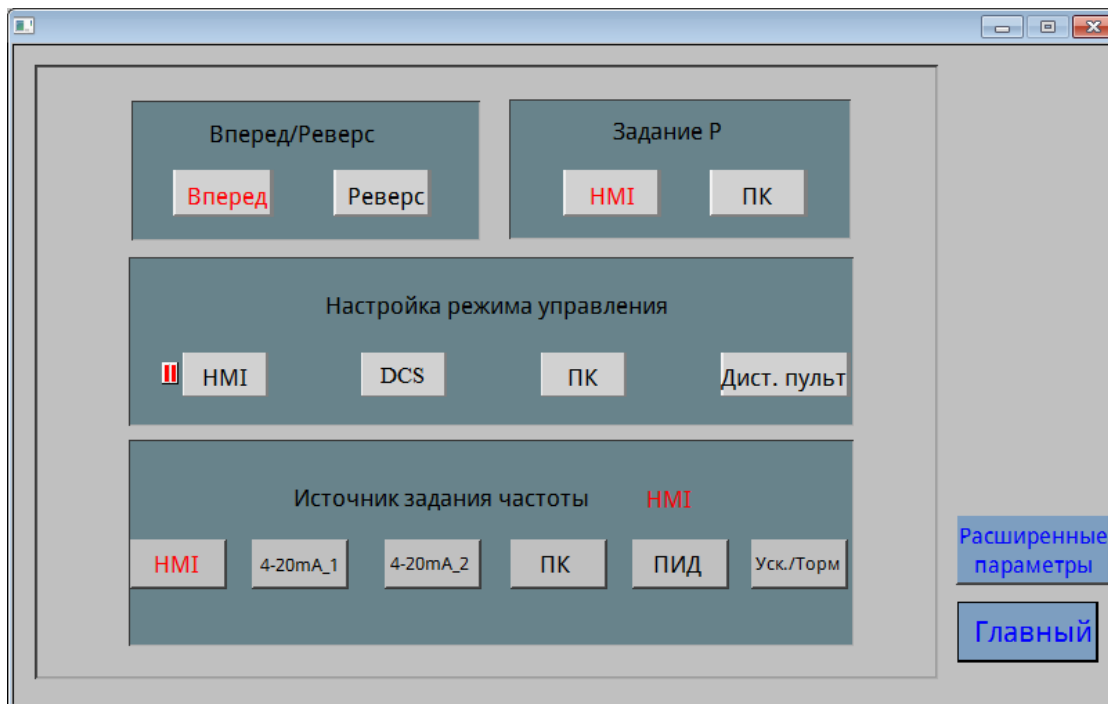 Вперед/Реверс
Задание P
Вперед
Реверс
HMI
ПК
Настройка режима управления
HMI
DCS
ПК
Дист. пульт
Источник задания частоты
HMI
HMI
4-20mA_1
4-20mA_2
ПК
ПИД
Уск./Торм
Расширенные
параметры
Главный